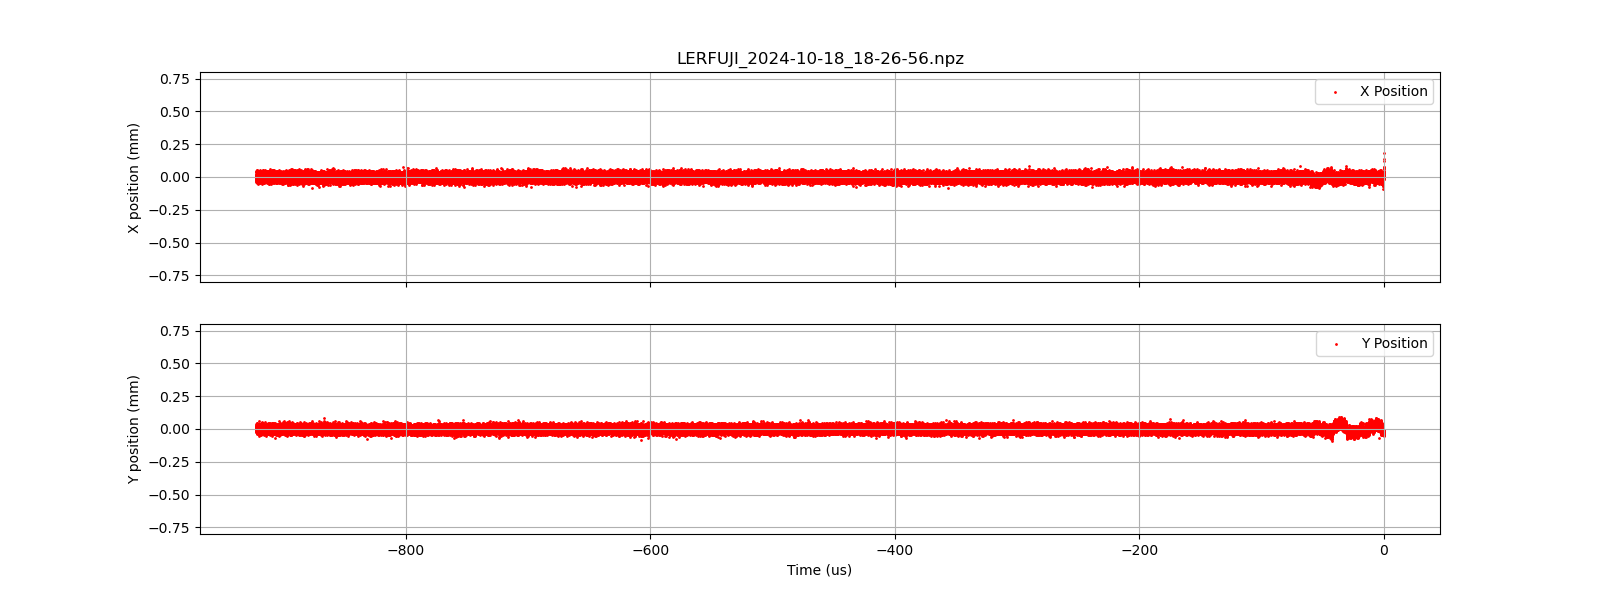 LERFUJI_2024-10-18_18-26-56.npz
X position (mm)
0.75
0.50
0.25
0.00
−0.25
−0.50
−0.75
X Position
Y position (mm)
0.75
0.50
0.25
0.00
−0.25
−0.50
−0.75
Y Position
−800 −600 −400 −200 0
Time (us)